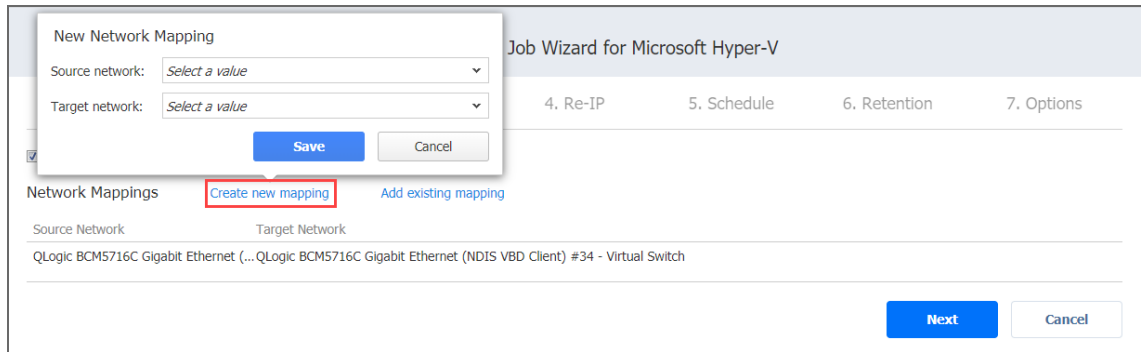 New Network Mapping
Job Wizard for Microsoft Hyper-V
Source network: Select a value
Target network: Select a value
4. Re-IP 5. Schedule 6. Retention 7. Options
Save Cancel
Network Mappings Create new mapping Add existing mapping
Source Network Target Network
QLogic BCM5716C Gigabit Ethernet (... QLogic BCM5716C Gigabit Ethernet (NDIS VBD Client) #34 - Virtual Switch
Next Cancel